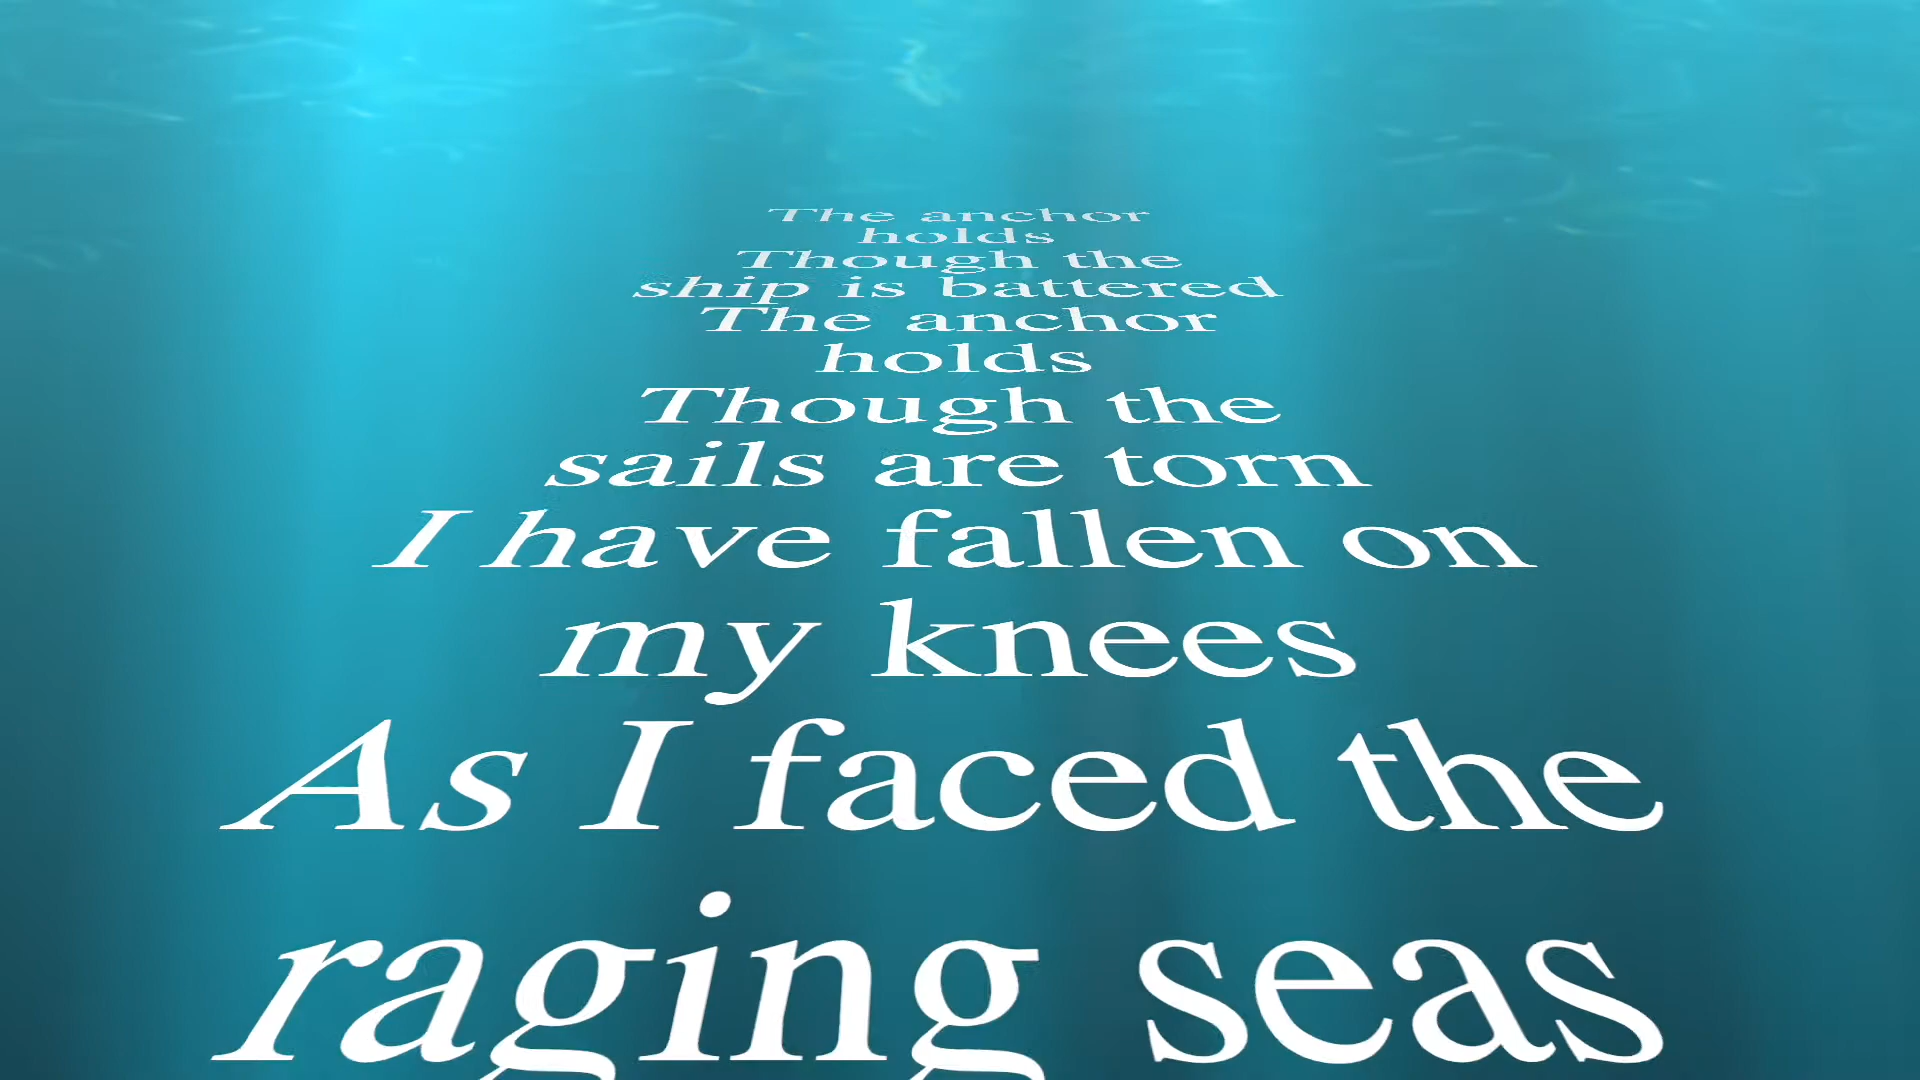 The anchor
holds
Though the
ship is battered
The anchor
holds
Though the
sails are torn
I have fallen on
my knees
As I faced the
raging seas